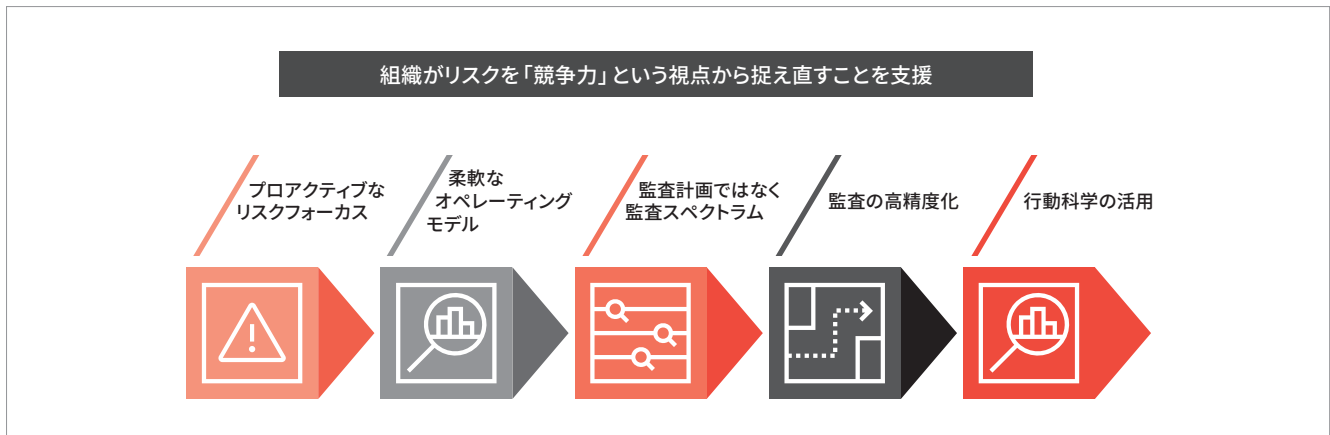 組織がリスクを「競争力」という視点から捉え直すことを支援
プロアクティブな
リスクフォーカス
柔軟な
オペレーティング
モデル
監査計画ではなく
監査スペクトラム
監査の高精度化
行動科学の活用